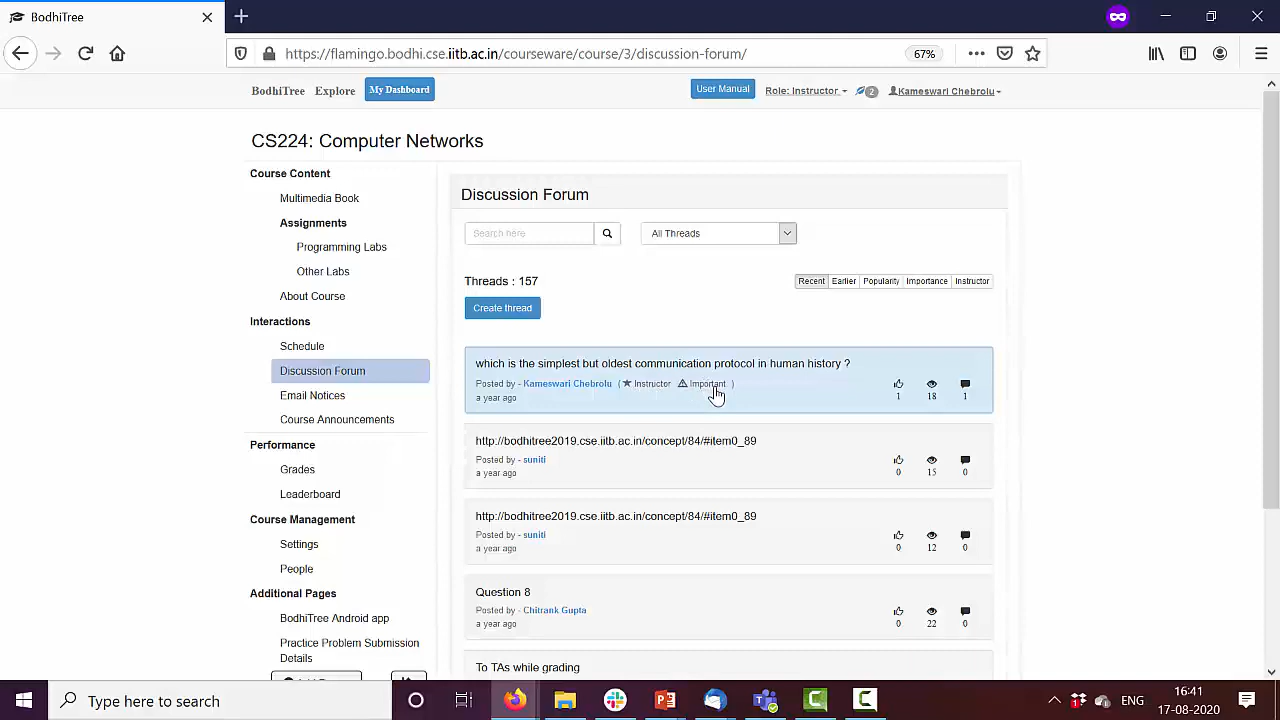 BodhiTree
https://flamingo.bodhi.cse.iitb.ac.in/courseware/course/3/discussion-forum/
67%
BodhiTree Explore My Dashboard User Manual Role: Instructor 2 Kameswari Chebrolu
CS224: Computer Networks
Course Content
Multimedia Book
Assignments
Programming Labs
Other Labs
About Course
Interactions
Schedule
Discussion Forum
Email Notices
Course Announcements
Performance
Grades
Leaderboard
Course Management
Settings
People
Additional Pages
BodhiTree Android app
Practice Problem Submission
Details
Discussion Forum
Search here
All Threads
Threads : 157
Recent Earlier Popularity Importance Instructor
Create thread
which is the simplest but oldest communication protocol in human history ?
Posted by - Kameswari Chebrolu ( Instructor Important )
a year ago
1 18 1
http://bodhitree2019.cse.iitb.ac.in/concept/84/#item0_89
Posted by - suniti
a year ago
0 15 0
http://bodhitree2019.cse.iitb.ac.in/concept/84/#item0_89
Posted by - suniti
a year ago
0 12 0
Question 8
Posted by - Chitrank Gupta
a year ago
0 22 0
To TAs while grading
Type here to search
ENG
16:41
17-08-2020